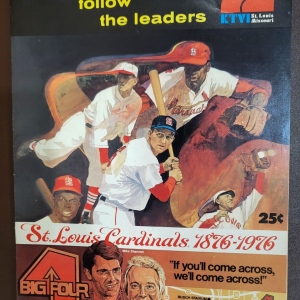 follow
the leaders
KTVI St. Louis
Missouri
Cardinals
25¢
St. Louis Cardinals 1876-1976
BIG FOUR
"If you'll come across,
we'll come across!"